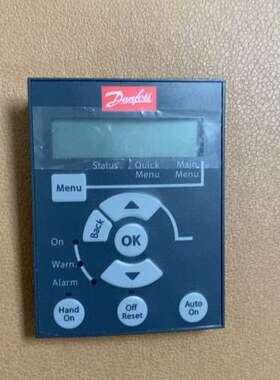 Danfoss
Status Quick Menu Main Menu
Menu
Back
OK
On
Warn.
Alarm
Hand On
Off Reset
Auto On